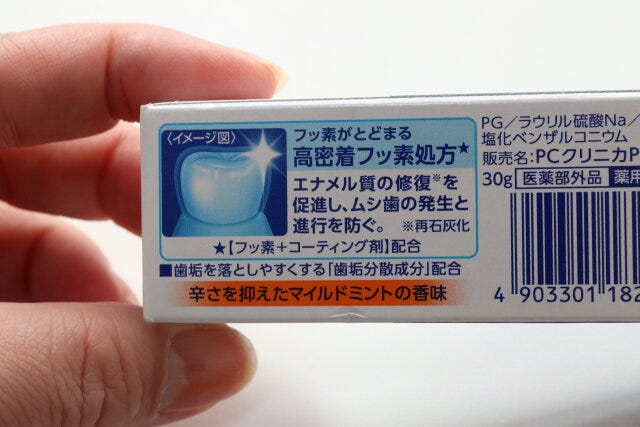 〈イメージ図〉
フッ素がとどまる
高密着フッ素処方★
エナメル質の修復※を
促進し、ムシ歯の発生と
進行を防ぐ。 ※再石灰化
★【フッ素＋コーティング剤】配合
■歯垢を落としやすくする「歯垢分散成分」配合
辛さを抑えたマイルドミントの香味
PG／ラウリル硫酸Na／
塩化ベンザルコニウム
販売名:PCクリニカP
30g 医薬部外品 薬用
4 903301 182